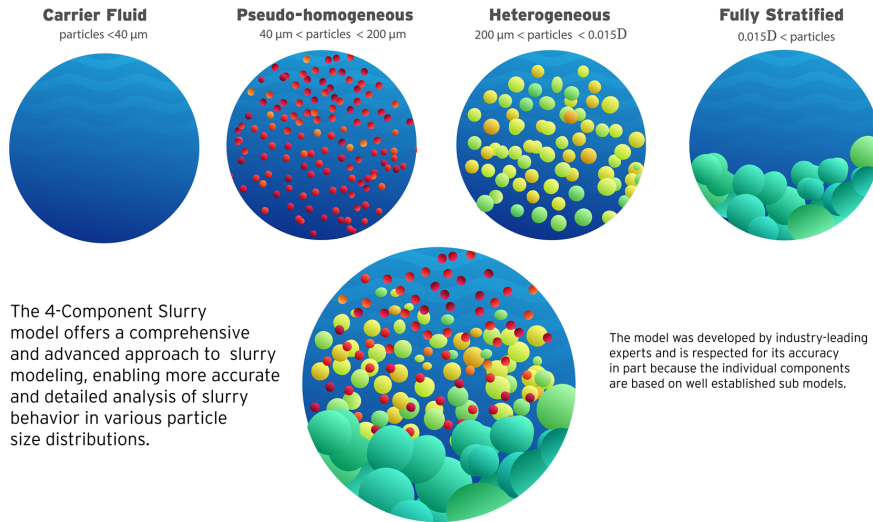 Carrier Fluid
particles <40 µm
Pseudo-homogeneous
40 µm < particles < 200 µm
Heterogeneous
200 µm < particles < 0.015D
Fully Stratified
0.015D < particles
The 4-Component Slurry
model offers a comprehensive
and advanced approach to slurry
modeling, enabling more accurate
and detailed analysis of slurry
behavior in various particle
size distributions.
The model was developed by industry-leading
experts and is respected for its accuracy
in part because the individual components
are based on well established sub models.